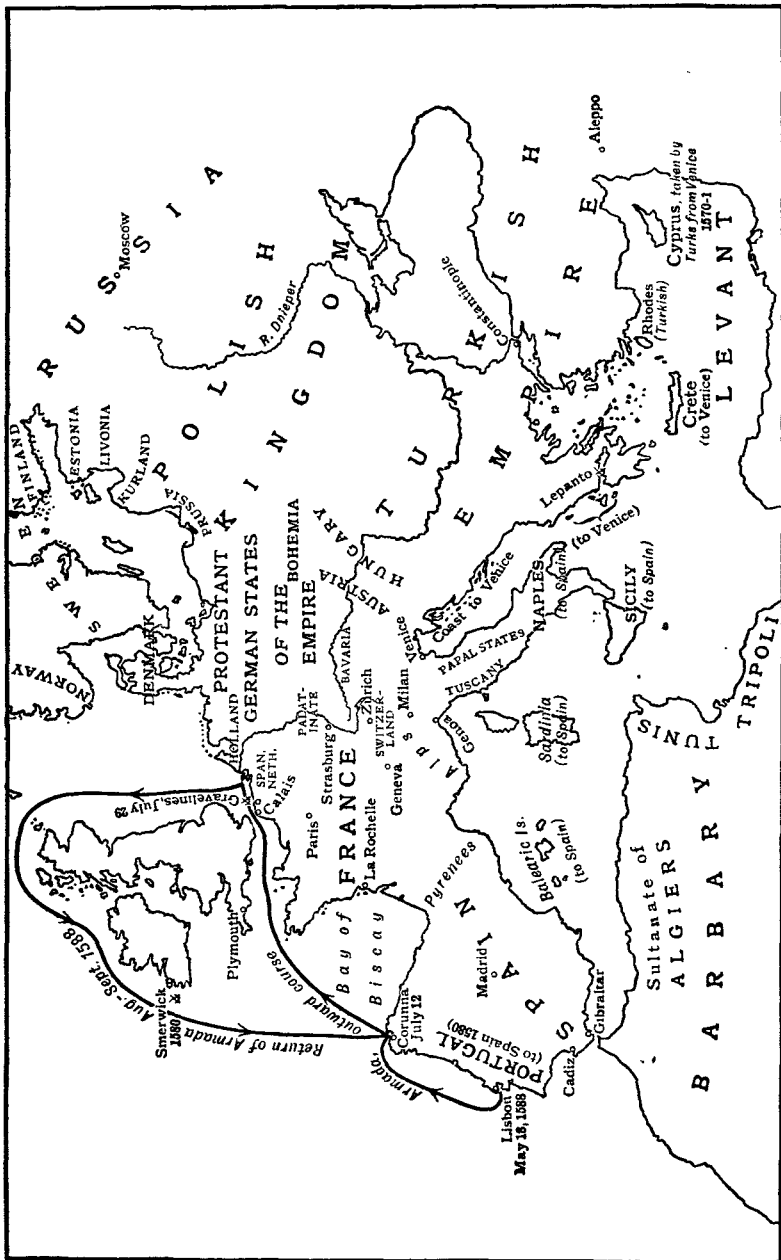 NORWAY
SWEDEN
FINLAND
ESTONIA
LIVONIA
KURLAND
RUSSIA
Moscow
DENMARK
PRUSSIA
POLISH
KINGDOM
R. Dnieper
PROTESTANT
GERMAN STATES
OF THE
EMPIRE
BOHEMIA
HOLLAND
SPAN.
NETH.
Gravelines, July 29
Calais
Plymouth
Smerwick
1580
Aug-Sept. 1588
Return of Armada
Armada,
outward course
Paris
Strasburg
PADAT-
INATE
BAVARIA
AUSTRIA
HUNGARY
FRANCE
La Rochelle
Bay of
Biscay
Zürich
SWITZER-
LAND
Geneva
Alps
Milan
Venice
Genoa
TUSCANY
PAPAL STATES
Coast to Venice
NAPLES
(to Spain)
(to Venice)
SICILY
(to Spain)
Sardinia
(to Spain)
Pyrenees
Balearic Is.
(to Spain)
Corunna
July 12
Madrid
SPAIN
PORTUGAL
(to Spain 1580)
Lisbon
May 18, 1588
Cadiz
Gibraltar
TURKISH
EMPIRE
Constantinople
Lepanto
Aleppo
Rhodes
(Turkish)
Crete
(to Venice)
Cyprus, taken by
Turks from Venice
1570-1
LEVANT
Sultanate of
ALGIERS
BARBARY
TUNIS
TRIPOLI